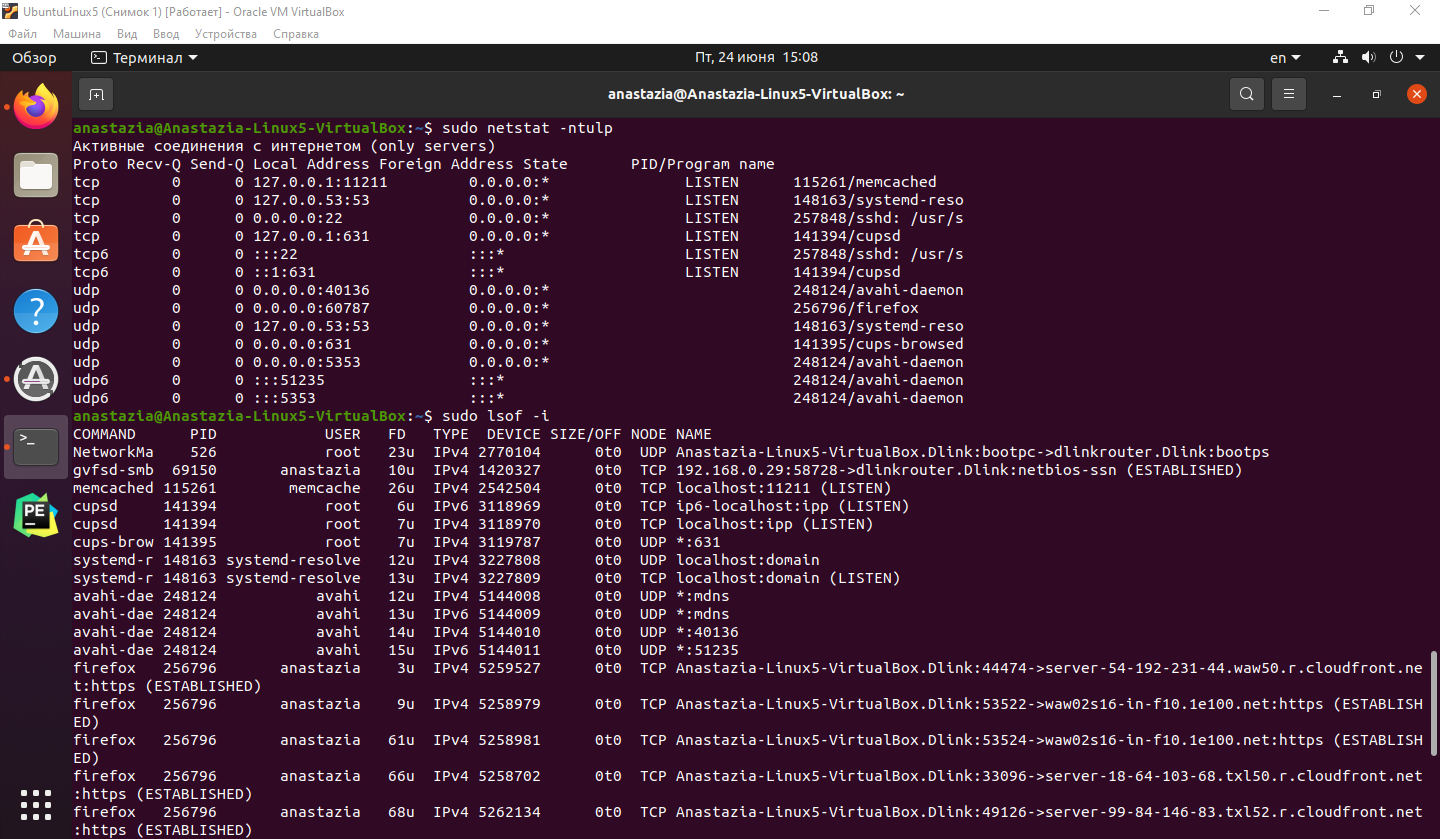 UbuntuLinux5 (Снимок 1) [Работает] - Oracle VM VirtualBox
Файл Машина Вид Ввод Устройства Справка
Обзор Терминал Пт, 24 июня 15:08 en
anastazia@Anastazia-Linux5-VirtualBox: ~
anastazia@Anastazia-Linux5-VirtualBox:~$ sudo netstat -ntulp
Активные соединения с интернетом (only servers)
Proto Recv-Q Send-Q Local Address Foreign Address State PID/Program name
tcp 0 0 127.0.0.1:11211 0.0.0.0:* LISTEN 115261/memcached
tcp 0 0 127.0.0.53:53 0.0.0.0:* LISTEN 148163/systemd-reso
tcp 0 0 0.0.0.0:22 0.0.0.0:* LISTEN 257848/sshd: /usr/s
tcp 0 0 127.0.0.1:631 0.0.0.0:* LISTEN 141394/cupsd
tcp6 0 0 :::22 :::* LISTEN 257848/sshd: /usr/s
tcp6 0 0 ::1:631 :::* LISTEN 141394/cupsd
udp 0 0 0.0.0.0:40136 0.0.0.0:* 248124/avahi-daemon
udp 0 0 0.0.0.0:60787 0.0.0.0:* 256796/firefox
udp 0 0 127.0.0.53:53 0.0.0.0:* 148163/systemd-reso
udp 0 0 0.0.0.0:631 0.0.0.0:* 141395/cups-browsed
udp 0 0 0.0.0.0:5353 0.0.0.0:* 248124/avahi-daemon
udp6 0 0 :::51235 :::* 248124/avahi-daemon
udp6 0 0 :::5353 :::* 248124/avahi-daemon
anastazia@Anastazia-Linux5-VirtualBox:~$ sudo lsof -i
COMMAND PID USER FD TYPE DEVICE SIZE/OFF NODE NAME
NetworkMa 526 root 23u IPv4 2770104 0t0 UDP Anastazia-Linux5-VirtualBox.Dlink:bootpc->dlinkrouter.Dlink:bootps
gvfsd-smb 69150 anastazia 10u IPv4 1420327 0t0 TCP 192.168.0.29:58728->dlinkrouter.Dlink:netbios-ssn (ESTABLISHED)
memcached 115261 memcache 26u IPv4 2542504 0t0 TCP localhost:11211 (LISTEN)
cupsd 141394 root 6u IPv6 3118969 0t0 TCP ip6-localhost:ipp (LISTEN)
cupsd 141394 root 7u IPv4 3118970 0t0 TCP localhost:ipp (LISTEN)
cups-brow 141395 root 7u IPv4 3119787 0t0 UDP *:631
systemd-r 148163 systemd-resolve 12u IPv4 3227808 0t0 UDP localhost:domain
systemd-r 148163 systemd-resolve 13u IPv4 3227809 0t0 TCP localhost:domain (LISTEN)
avahi-dae 248124 avahi 12u IPv4 5144008 0t0 UDP *:mdns
avahi-dae 248124 avahi 13u IPv6 5144009 0t0 UDP *:mdns
avahi-dae 248124 avahi 14u IPv4 5144010 0t0 UDP *:40136
avahi-dae 248124 avahi 15u IPv6 5144011 0t0 UDP *:51235
firefox 256796 anastazia 3u IPv4 5259527 0t0 TCP Anastazia-Linux5-VirtualBox.Dlink:44474->server-54-192-231-44.waw50.r.cloudfront.ne
t:https (ESTABLISHED)
firefox 256796 anastazia 9u IPv4 5258979 0t0 TCP Anastazia-Linux5-VirtualBox.Dlink:53522->waw02s16-in-f10.1e100.net:https (ESTABLISH
ED)
firefox 256796 anastazia 61u IPv4 5258981 0t0 TCP Anastazia-Linux5-VirtualBox.Dlink:53524->waw02s16-in-f10.1e100.net:https (ESTABLISH
ED)
firefox 256796 anastazia 66u IPv4 5258702 0t0 TCP Anastazia-Linux5-VirtualBox.Dlink:33096->server-18-64-103-68.txl50.r.cloudfront.net
:https (ESTABLISHED)
firefox 256796 anastazia 68u IPv4 5262134 0t0 TCP Anastazia-Linux5-VirtualBox.Dlink:49126->server-99-84-146-83.txl52.r.cloudfront.net
:https (ESTABLISHED)
PE